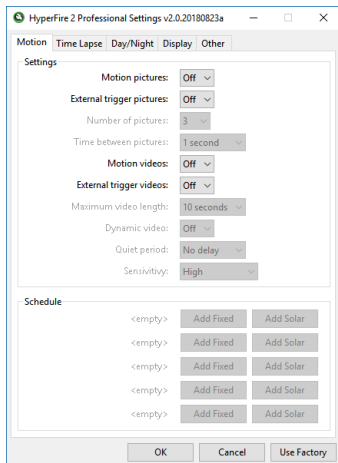 HyperFire 2 Professional Settings v2.0.20180823a
Motion Time Lapse Day/Night Display Other
Settings
Motion pictures: Off
External trigger pictures: Off
Number of pictures: 3
Time between pictures: 1 second
Motion videos: Off
External trigger videos: Off
Maximum video length: 10 seconds
Dynamic video: Off
Quiet period: No delay
Sensitivity: High
Schedule
<empty> Add Fixed Add Solar
<empty> Add Fixed Add Solar
<empty> Add Fixed Add Solar
<empty> Add Fixed Add Solar
<empty> Add Fixed Add Solar
OK Cancel Use Factory